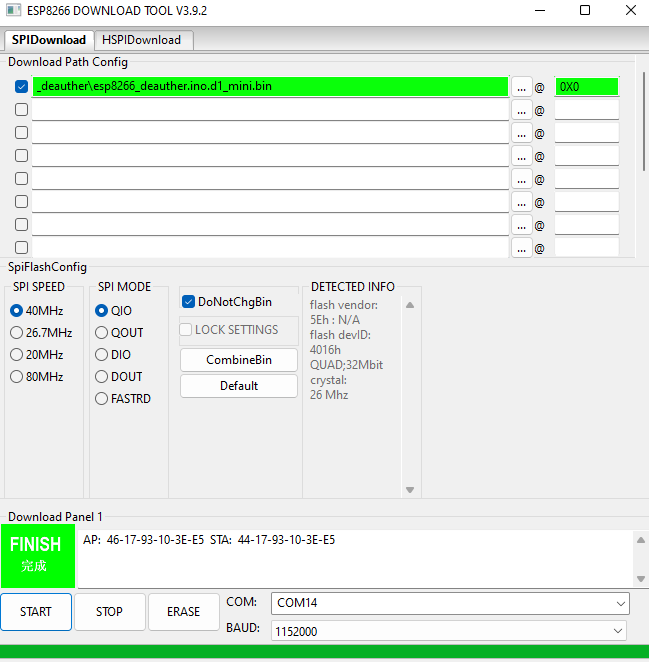 ESP8266 DOWNLOAD TOOL V3.9.2
SPIDownload HSPIDownload
Download Path Config
_deauther\esp8266_deauther.ino.d1_mini.bin ... @ 0X0
... @
... @
... @
... @
... @
... @
... @
SpiFlashConfig
SPI SPEED
40MHz
26.7MHz
20MHz
80MHz
SPI MODE
QIO
QOUT
DIO
DOUT
FASTRD
DoNotChgBin
LOCK SETTINGS
CombineBin
Default
DETECTED INFO
flash vendor:
5Eh : N/A
flash devID:
4016h
QUAD;32Mbit
crystal:
26 Mhz
Download Panel 1
FINISH
完成
AP: 46-17-93-10-3E-E5 STA: 44-17-93-10-3E-E5
START STOP ERASE
COM: COM14
BAUD: 1152000